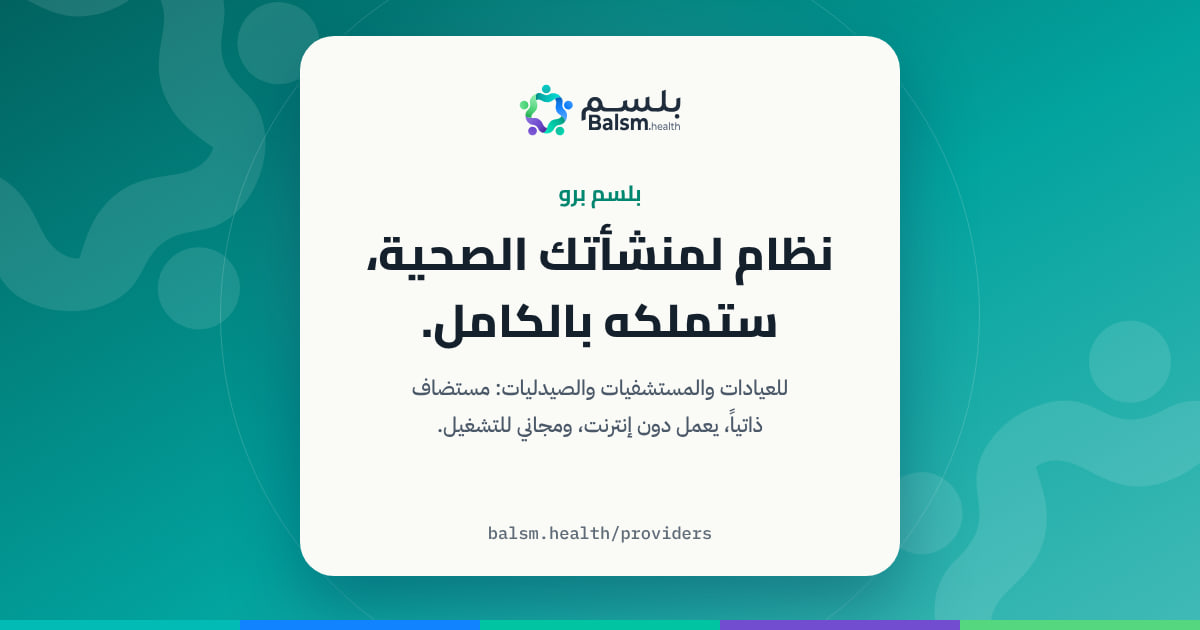 بلسم
Balsm.health
بلسم برو
نظام لمنشأتك الصحية،
ستملكه بالكامل.
للعيادات والمستشفيات والصيدليات: مستضاف
ذاتياً، يعمل دون إنترنت، ومجاني للتشغيل.
balsm.health/providers